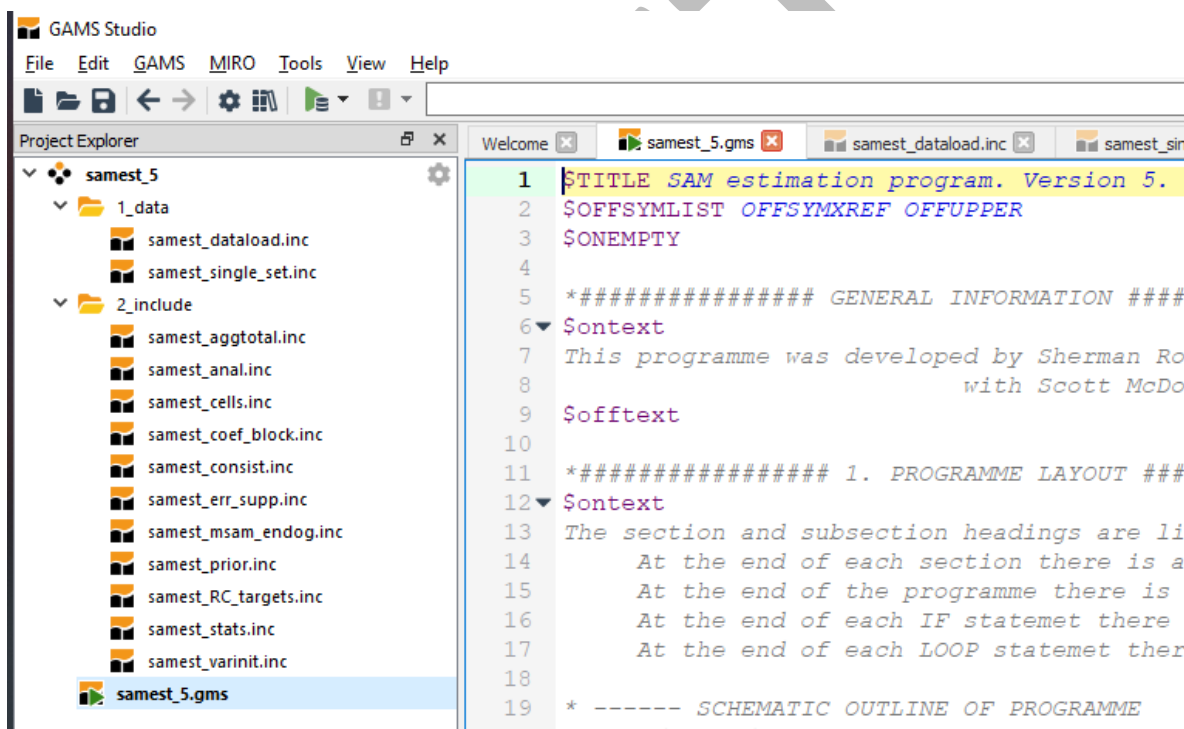 GAMS Studio
File Edit GAMS MIRO Tools View Help
Project Explorer
samest_5
1_data
samest_dataload.inc
samest_single_set.inc
2_include
samest_aggtotal.inc
samest_anal.inc
samest_cells.inc
samest_coef_block.inc
samest_consist.inc
samest_err_supp.inc
samest_msam_endog.inc
samest_prior.inc
samest_RC_targets.inc
samest_stats.inc
samest_varinit.inc
samest_5.gms
Welcome samest_5.gms samest_dataload.inc samest_sin
1 $TITLE SAM estimation program. Version 5.
2 $OFFSYMLIST OFFSYMXREF OFFUPPER
3 $ONEMPTY
4
5 *################ GENERAL INFORMATION ####
6 $ontext
7 This programme was developed by Sherman Ro
8 with Scott McDo
9 $offtext
10
11 *################# 1. PROGRAMME LAYOUT ###
12 $ontext
13 The section and subsection headings are li
14 At the end of each section there is a
15 At the end of the programme there is
16 At the end of each IF statemet there
17 At the end of each LOOP statemet ther
18
19 * ------ SCHEMATIC OUTLINE OF PROGRAMME